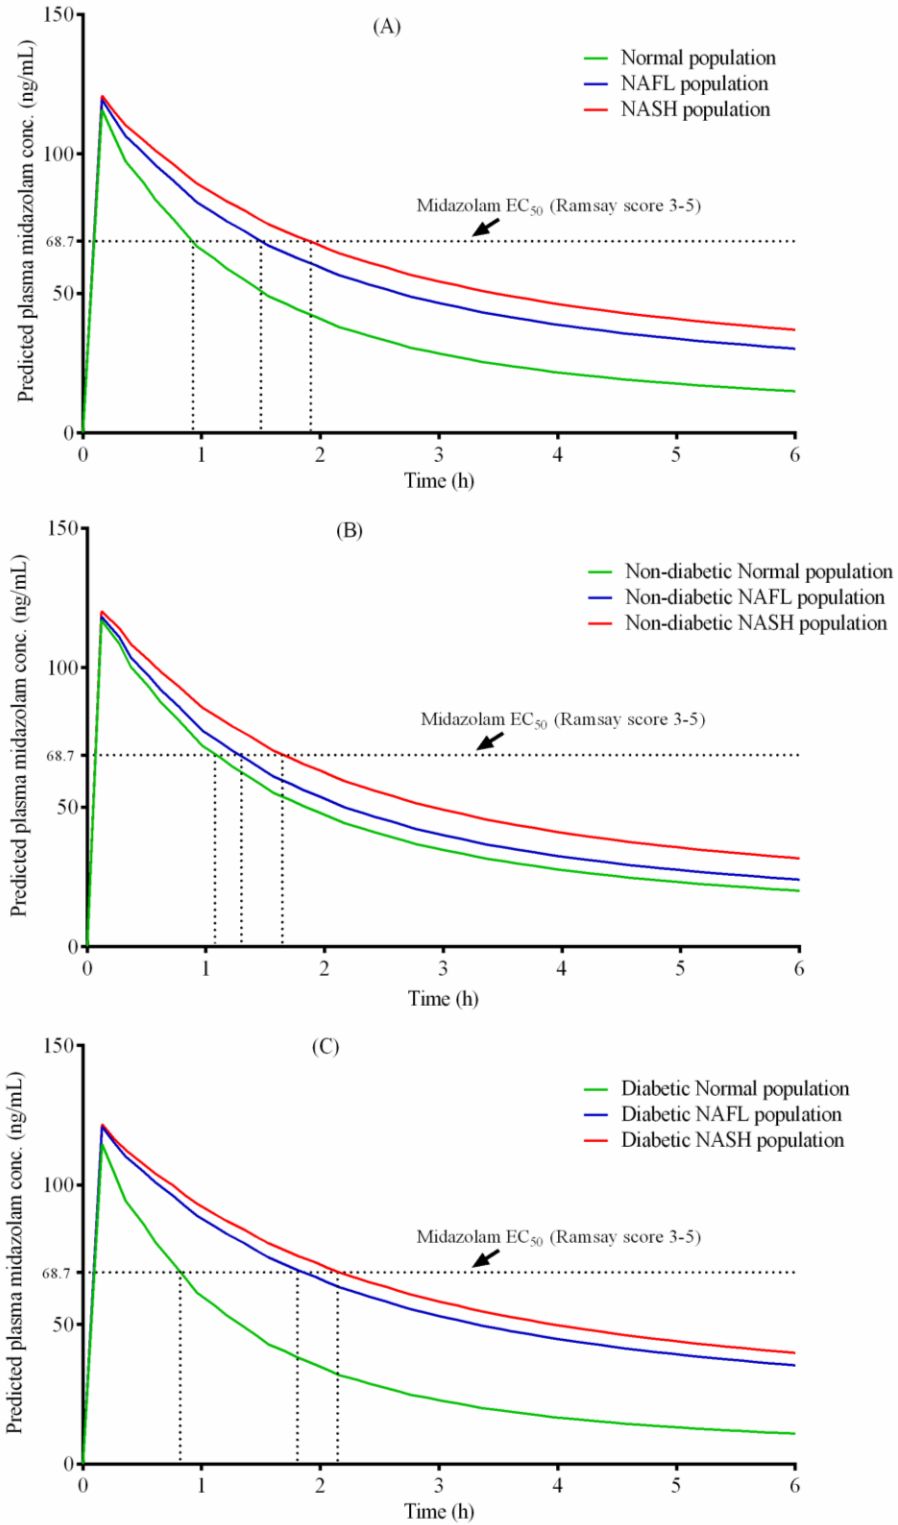 (A)
150
100
68.7
50
0
Predicted plasma midazolam conc. (ng/mL)
Normal population
NAFL population
NASH population
Midazolam EC50 (Ramsay score 3-5)
0 1 2 3 4 5 6
Time (h)
(B)
150
100
68.7
50
0
Predicted plasma midazolam conc. (ng/mL)
Non-diabetic Normal population
Non-diabetic NAFL population
Non-diabetic NASH population
Midazolam EC50 (Ramsay score 3-5)
0 1 2 3 4 5 6
Time (h)
(C)
150
100
68.7
50
0
Predicted plasma midazolam conc. (ng/mL)
Diabetic Normal population
Diabetic NAFL population
Diabetic NASH population
Midazolam EC50 (Ramsay score 3-5)
0 1 2 3 4 5 6
Time (h)